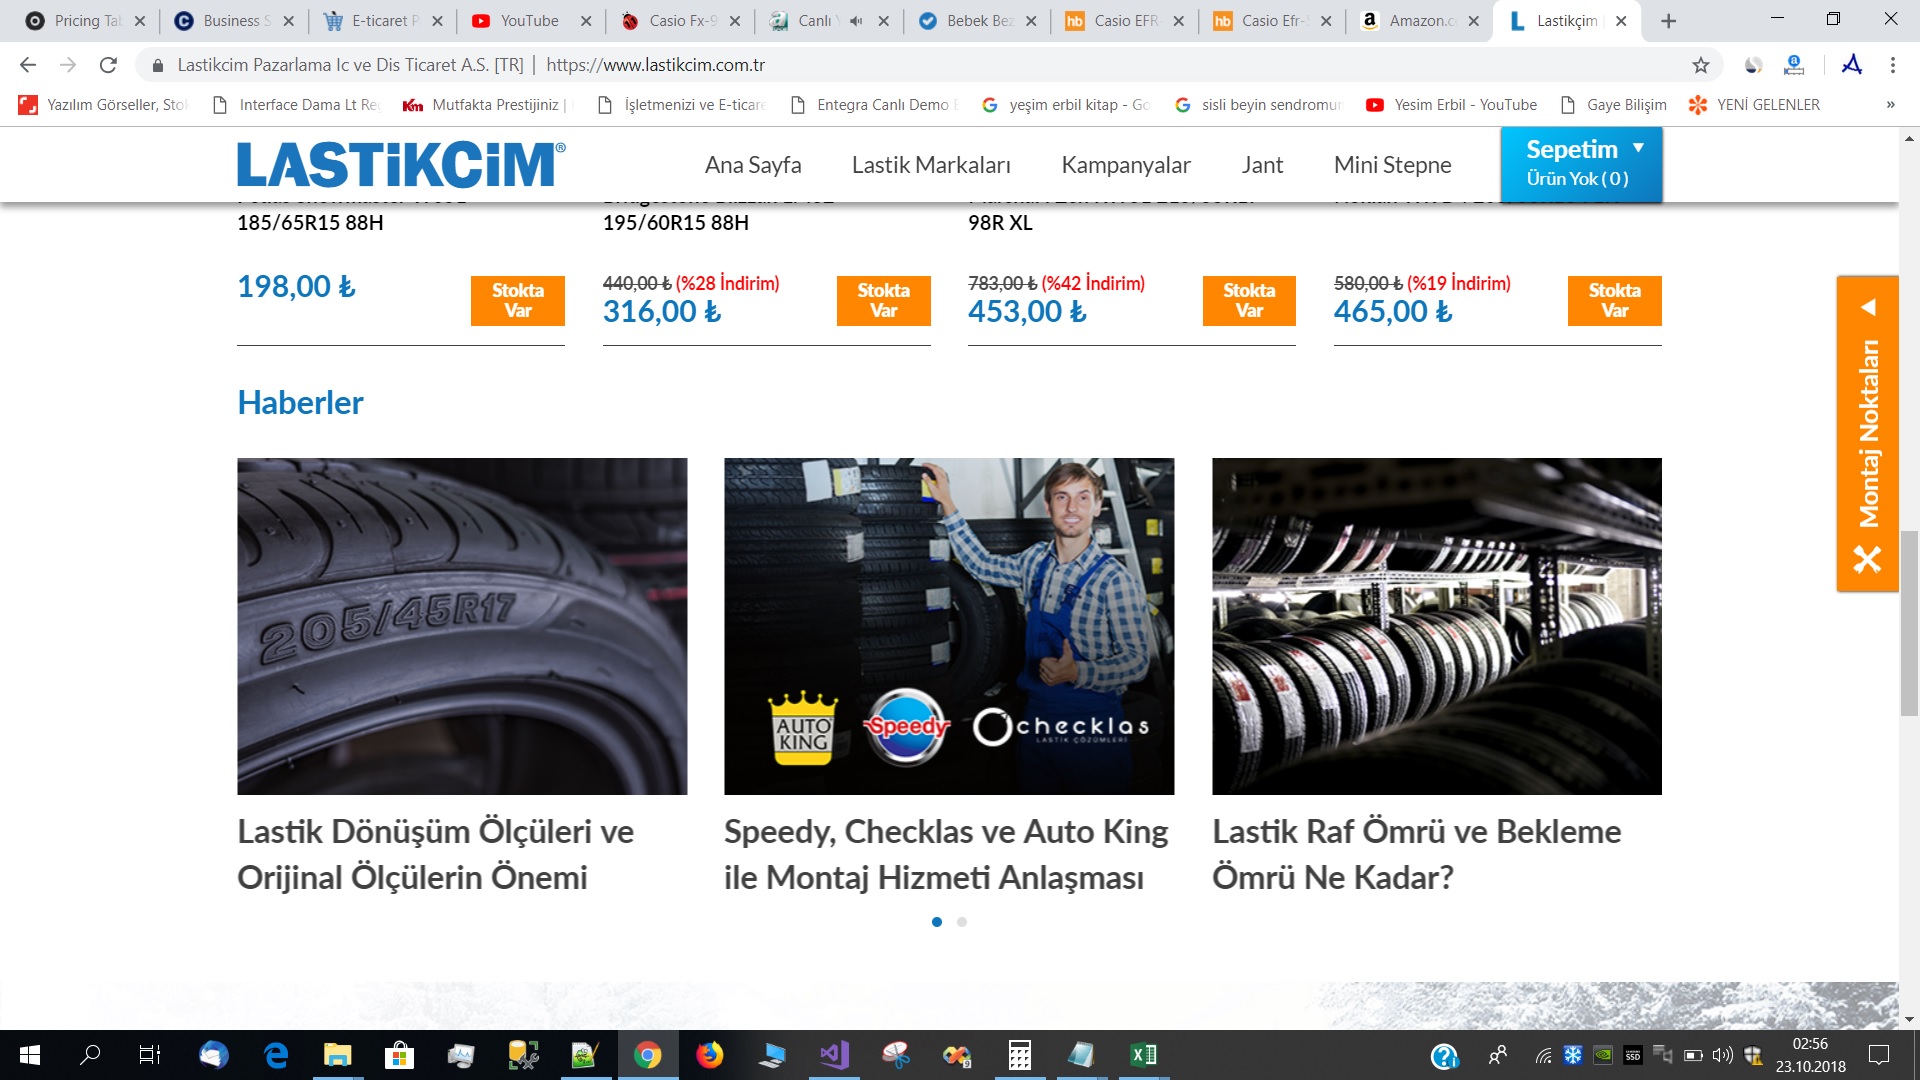 Pricing Tab
Business S
E-ticaret P
YouTube
Casio Fx-9
Canlı Y
Bebek Bez
Casio EFR-
Casio Efr-
Amazon.c
Lastikçim
Lastikcim Pazarlama Ic ve Dis Ticaret A.S. [TR] | https://www.lastikcim.com.tr
Yazılım Görseller, Sto
Interface Dama Lt Re
Km Mutfakta Prestijiniz |
İşletmenizi ve E-ticare
Entegra Canlı Demo
yeşim erbil kitap - Go
sisli beyin sendromu
Yesim Erbil - YouTube
Gaye Bilişim
YENİ GELENLER
»
LASTiKCiM®
Ana Sayfa
Lastik Markaları
Kampanyalar
Jant
Mini Stepne
Sepetim
Ürün Yok ( 0 )
185/65R15 88H
195/60R15 88H
98R XL
198,00 ₺
Stokta
Var
440,00 ₺ (%28 İndirim)
316,00 ₺
Stokta
Var
783,00 ₺ (%42 İndirim)
453,00 ₺
Stokta
Var
580,00 ₺ (%19 İndirim)
465,00 ₺
Stokta
Var
Montaj Noktaları
Haberler
205/45R17
AUTO
KING
Speedy
checklas
LASTİK ÇÖZÜMLERİ
Lastik Dönüşüm Ölçüleri ve
Orijinal Ölçülerin Önemi
Speedy, Checklas ve Auto King
ile Montaj Hizmeti Anlaşması
Lastik Raf Ömrü ve Bekleme
Ömrü Ne Kadar?
02:56
23.10.2018